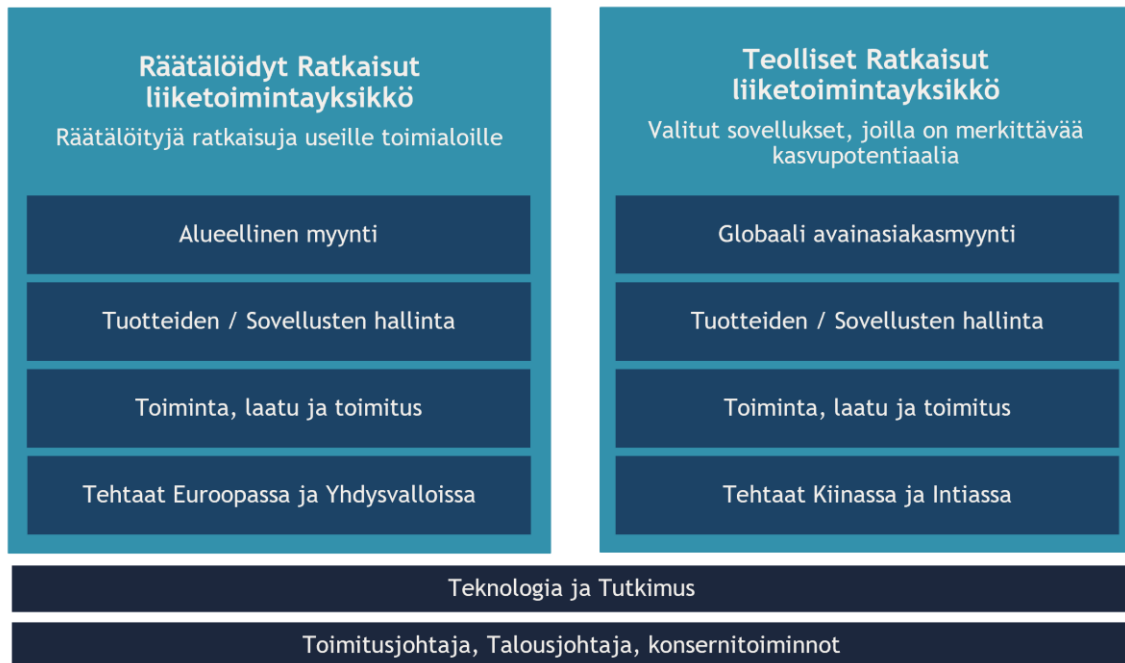 Räätälöidyt Ratkaisut
liiketoimintayksikkö
Räätälöityjä ratkaisuja useille toimialoille
Alueellinen myynti
Tuotteiden / Sovellusten hallinta
Toiminta, laatu ja toimitus
Tehtaat Euroopassa ja Yhdysvalloissa
Teolliset Ratkaisut
liiketoimintayksikkö
Valitut sovellukset, joilla on merkittävää
kasvupotentiaalia
Globaali avainasiakasmyynti
Tuotteiden / Sovellusten hallinta
Toiminta, laatu ja toimitus
Tehtaat Kiinassa ja Intiassa
Teknologia ja Tutkimus
Toimitusjohtaja, Talousjohtaja, konsernitoiminnot